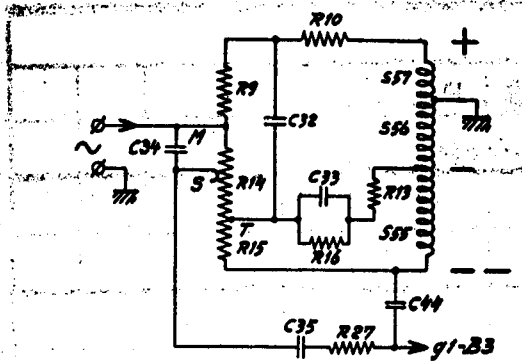 R10
+
S57
R9
C32
M
S56
C34
~
S
R14
C33
R13
−
T
R15
R16
S55
− −
C44
C35
R27
g1-B3